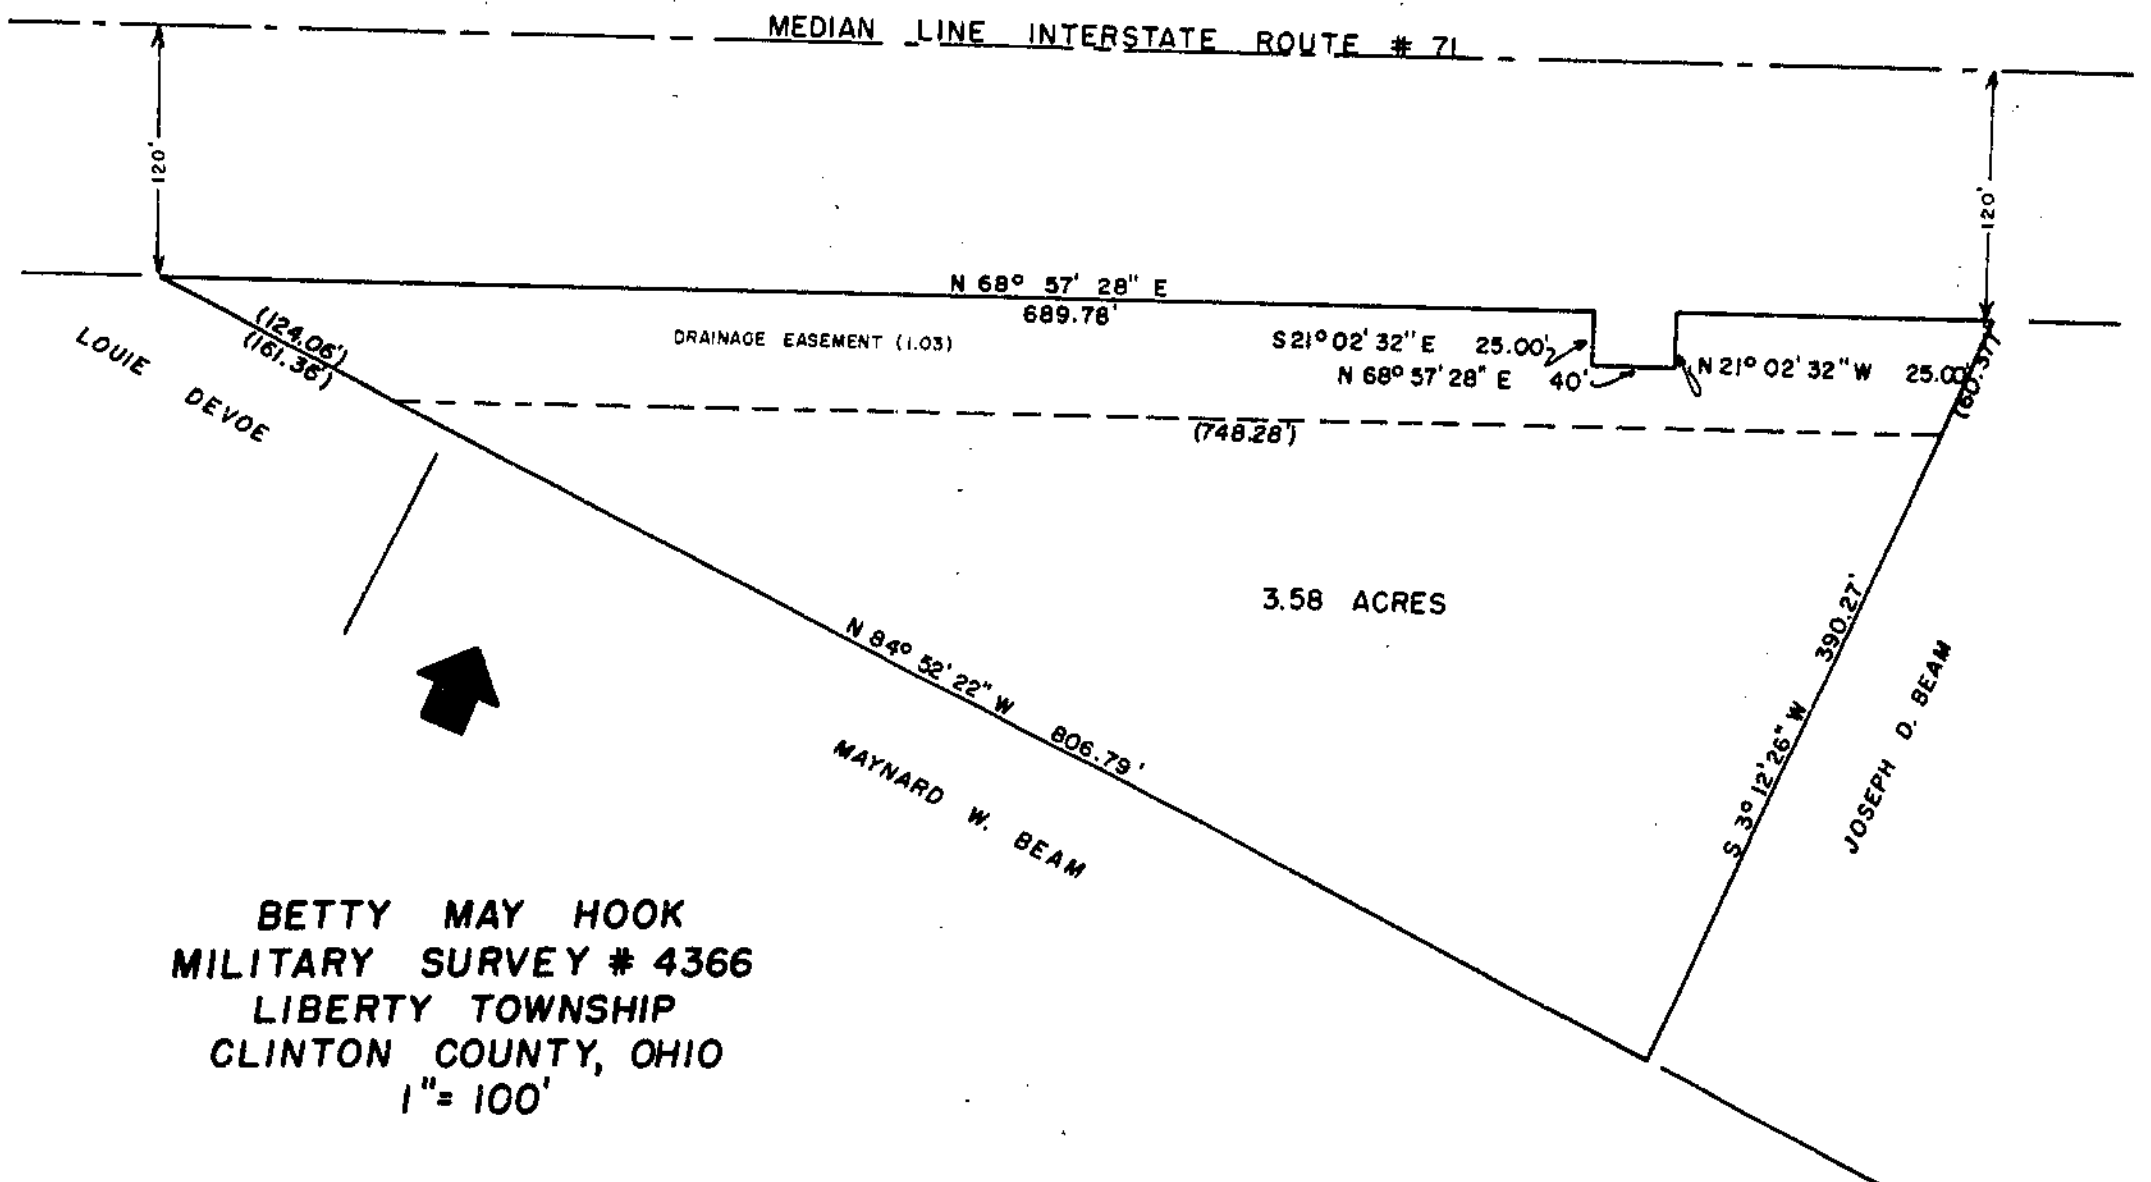 MEDIAN LINE INTERSTATE ROUTE # 71
120'
120'
N 68° 57' 28" E
689.78'
(124.06')
(161.36')
DRAINAGE EASEMENT (1.03)
S 21° 02' 32" E 25.00'
N 68° 57' 28" E 40'
N 21° 02' 32" W 25.00'
(60.37')
LOUIE DEVOE
(748.28')
3.58 ACRES
N 84° 52' 22" W 806.79'
S 3° 12' 26" W 390.27'
JOSEPH D. BEAM
MAYNARD W. BEAM
BETTY MAY HOOK
MILITARY SURVEY # 4366
LIBERTY TOWNSHIP
CLINTON COUNTY, OHIO
1" = 100'